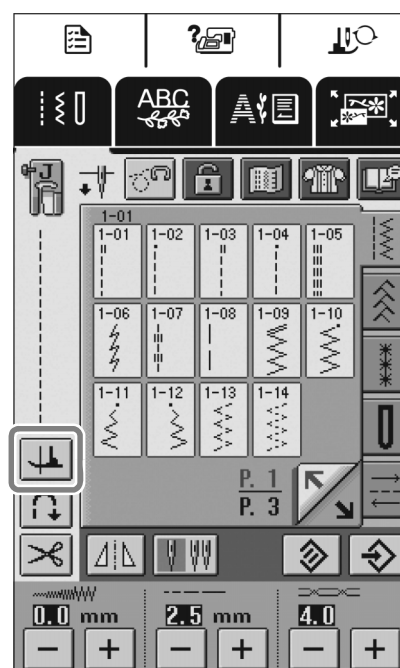 ?
ABC
A
J
1-01
1-01 1-02 1-03 1-04 1-05
1-06 1-07 1-08 1-09 1-10
1-11 1-12 1-13 1-14
P. 1
P. 3
0.0 mm 2.5 mm 4.0
− + − + − +